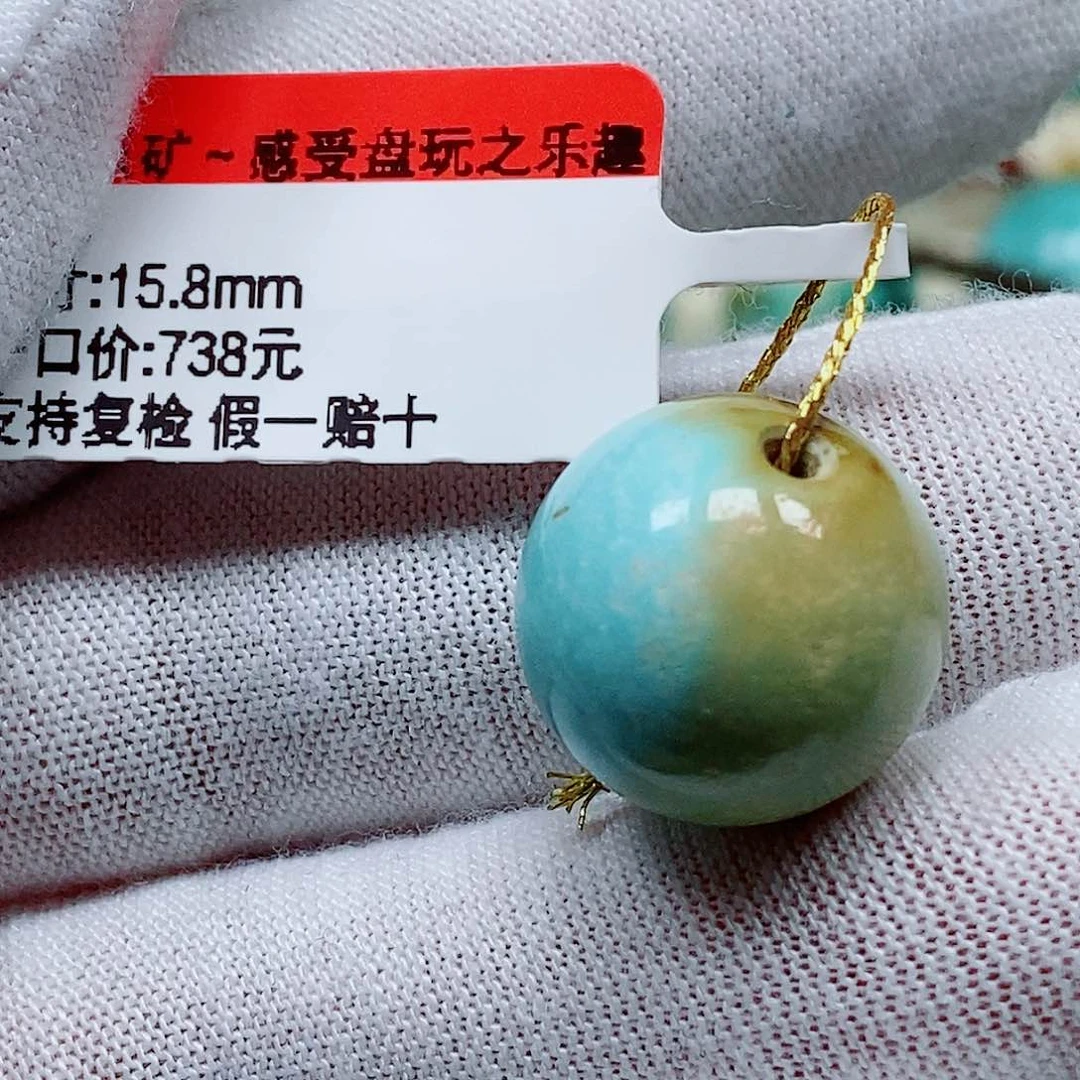 矿~感受盘玩之乐趣
:15.8mm
口价:738元
支持复检 假一赔十